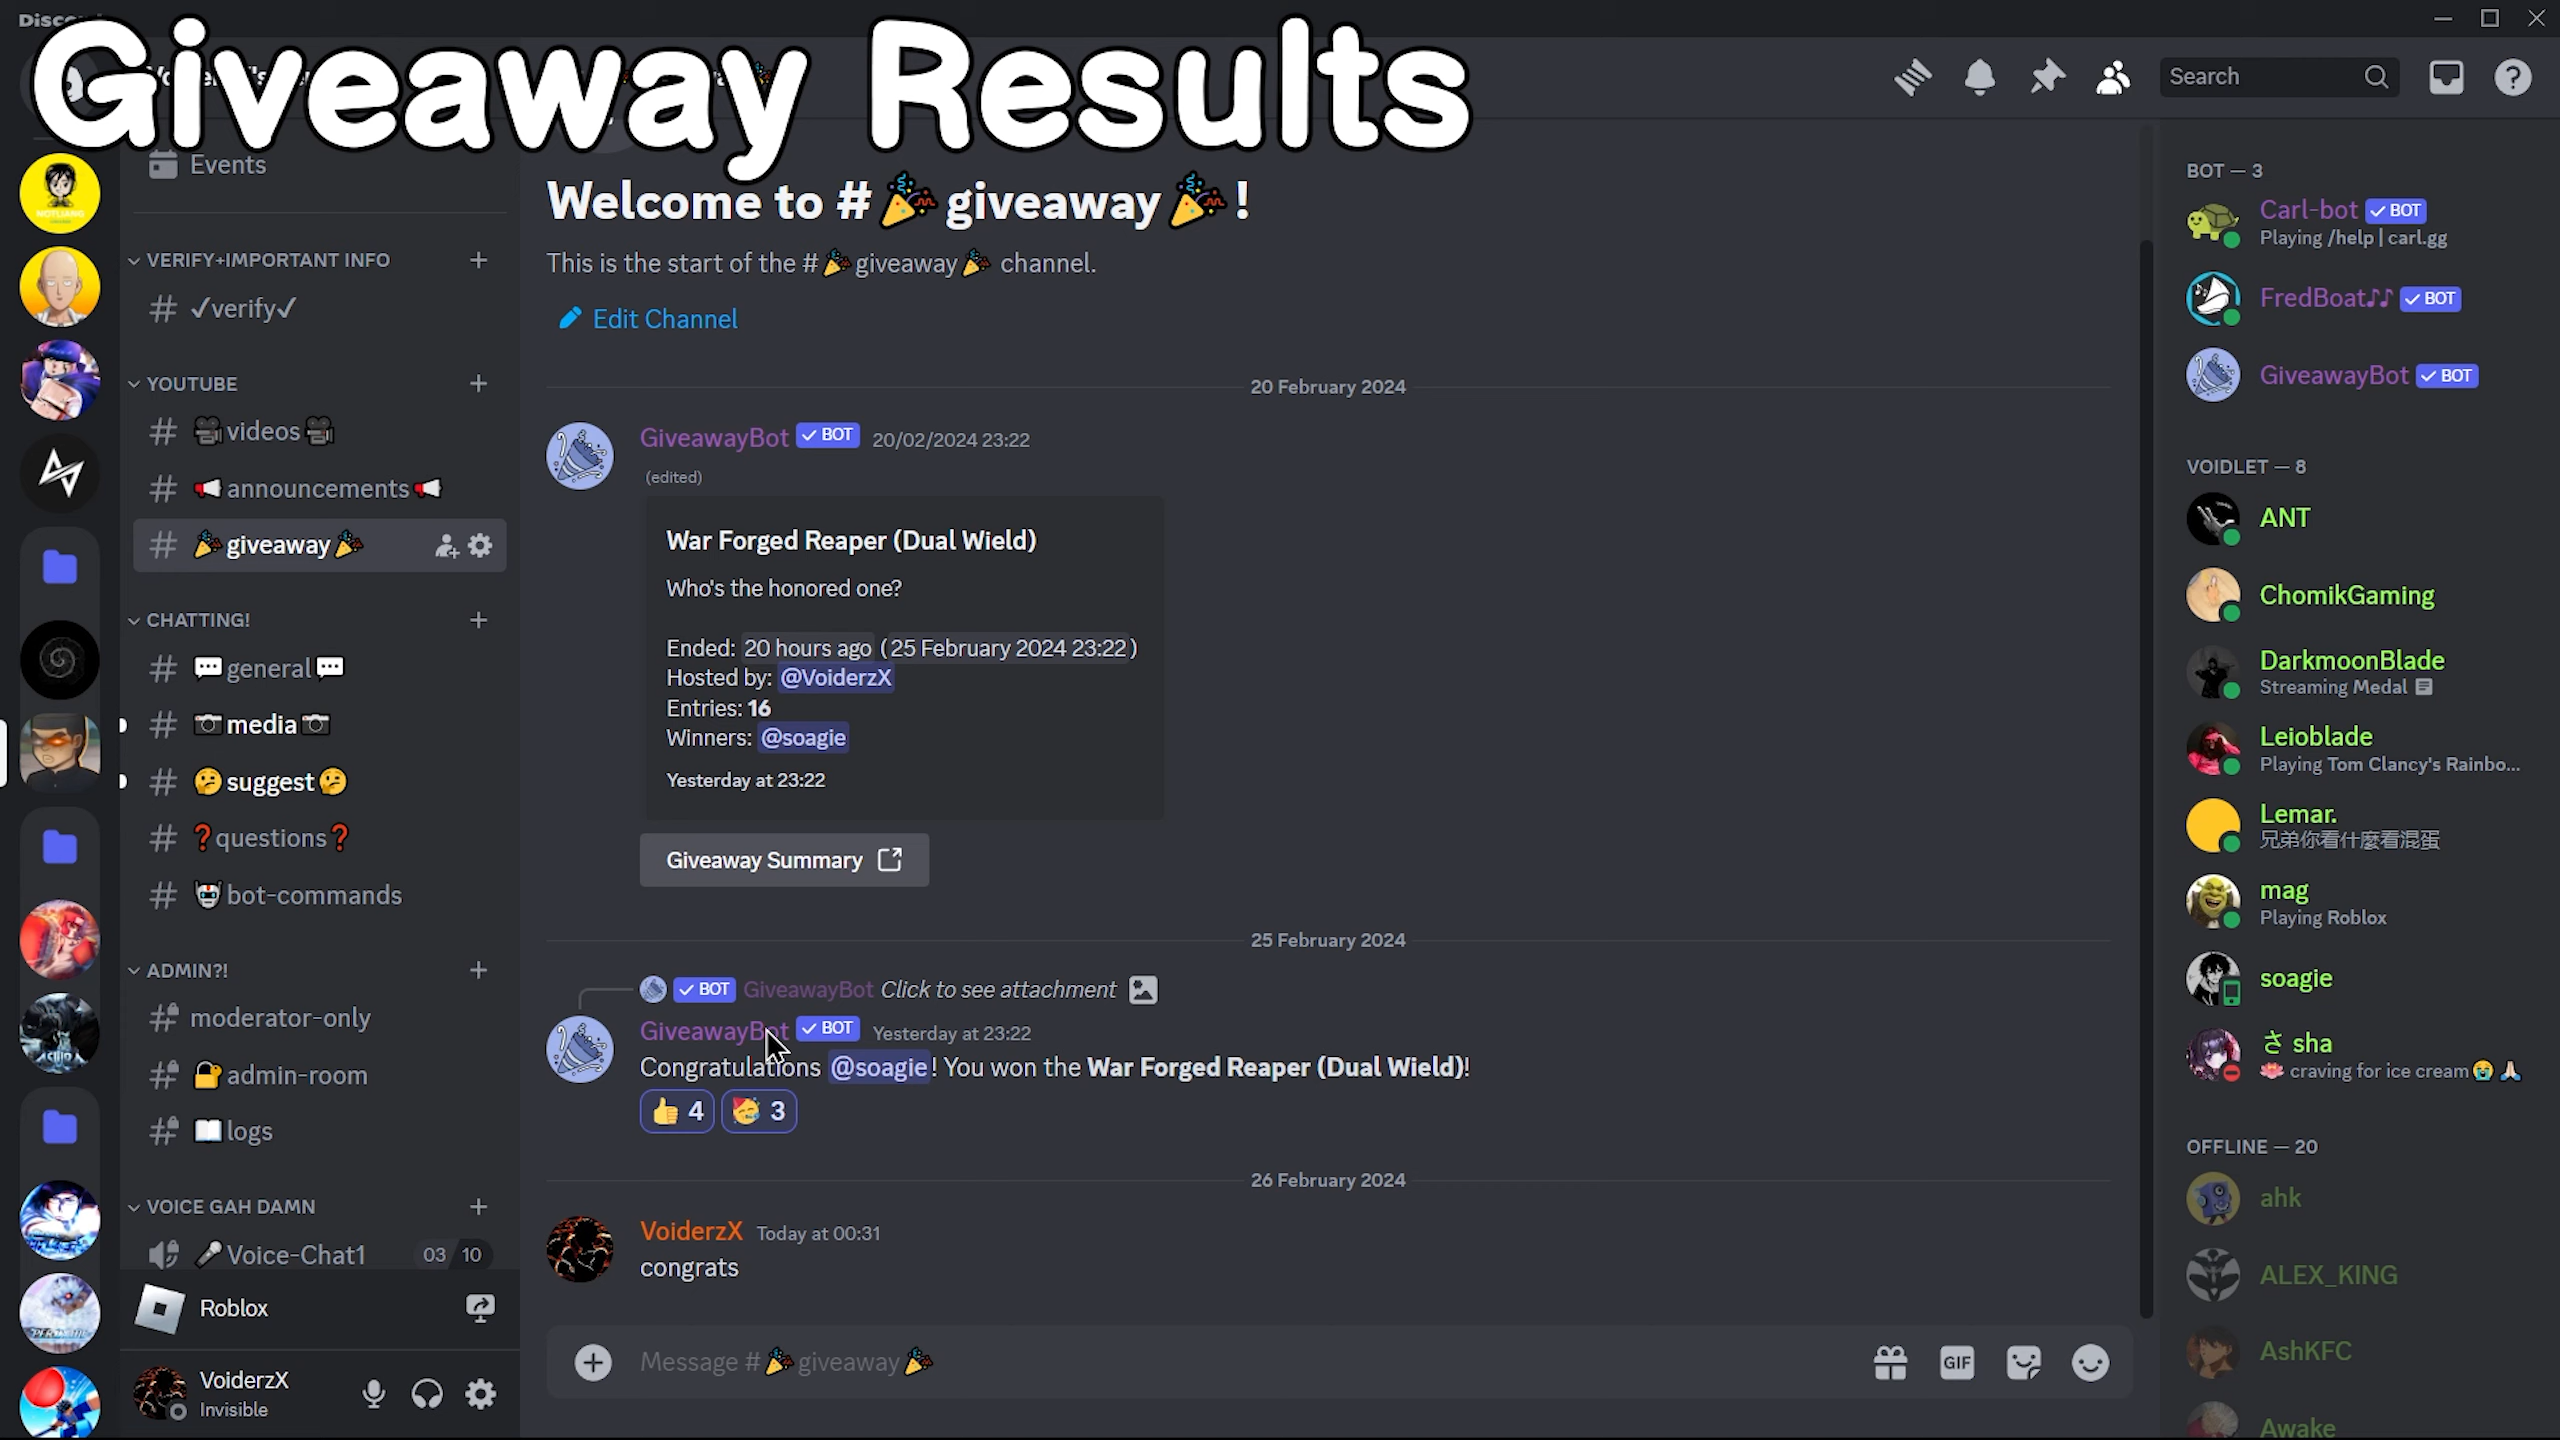 Giveaway Results
Search
Events
VERIFY+IMPORTANT INFO
✓verify✓
YOUTUBE
🎥videos🎥
📢announcements📢
🎉giveaway🎉
CHATTING!
💬general💬
📷media📷
🤔suggest🤔
❓questions❓
🤖bot-commands
ADMIN?!
moderator-only
🔐admin-room
📖logs
VOICE GAH DAMN
🎤Voice-Chat1 03 10
Roblox
VoiderzX
Invisible
Welcome to #🎉giveaway🎉!
This is the start of the #🎉giveaway🎉 channel.
Edit Channel
20 February 2024
GiveawayBot ✓ BOT 20/02/2024 23:22
(edited)
War Forged Reaper (Dual Wield)
Who's the honored one?
Ended: 20 hours ago (25 February 2024 23:22)
Hosted by: @VoiderzX
Entries: 16
Winners: @soagie
Yesterday at 23:22
Giveaway Summary
25 February 2024
✓ BOT GiveawayBot Click to see attachment
GiveawayBot ✓ BOT Yesterday at 23:22
Congratulations @soagie! You won the War Forged Reaper (Dual Wield)!
👍 4 🥳 3
26 February 2024
VoiderzX Today at 00:31
congrats
Message #🎉giveaway🎉
GIF
BOT — 3
Carl-bot ✓ BOT
Playing /help | carl.gg
FredBoat♪♪ ✓ BOT
GiveawayBot ✓ BOT
VOIDLET — 8
ANT
ChomikGaming
DarkmoonBlade
Streaming Medal
Leioblade
Playing Tom Clancy's Rainbo...
Lemar.
兄弟你看什麼看混蛋
mag
Playing Roblox
soagie
さ sha
🪷 craving for ice cream😭🙏🏻
OFFLINE — 20
ahk
ALEX_KING
AshKFC
Awake